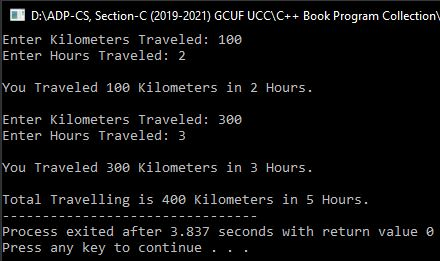 D:\ADP-CS, Section-C (2019-2021) GCUF UCC\C++ Book Program Collection\
Enter Kilometers Traveled: 100
Enter Hours Traveled: 2
You Traveled 100 Kilometers in 2 Hours.
Enter Kilometers Traveled: 300
Enter Hours Traveled: 3
You Traveled 300 Kilometers in 3 Hours.
Total Travelling is 400 Kilometers in 5 Hours.
--------------------------------
Process exited after 3.837 seconds with return value 0
Press any key to continue . . .